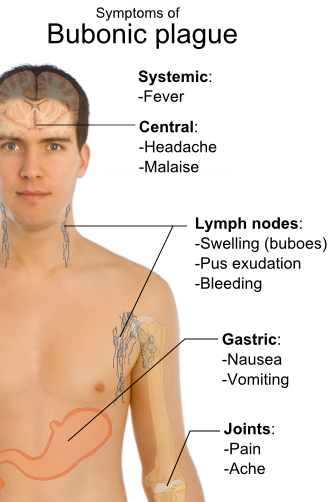 Symptoms of
Bubonic plague
Systemic:
-Fever
Central:
-Headache
-Malaise
Lymph nodes:
-Swelling (buboes)
-Pus exudation
-Bleeding
Gastric:
-Nausea
-Vomiting
Joints:
-Pain
-Ache